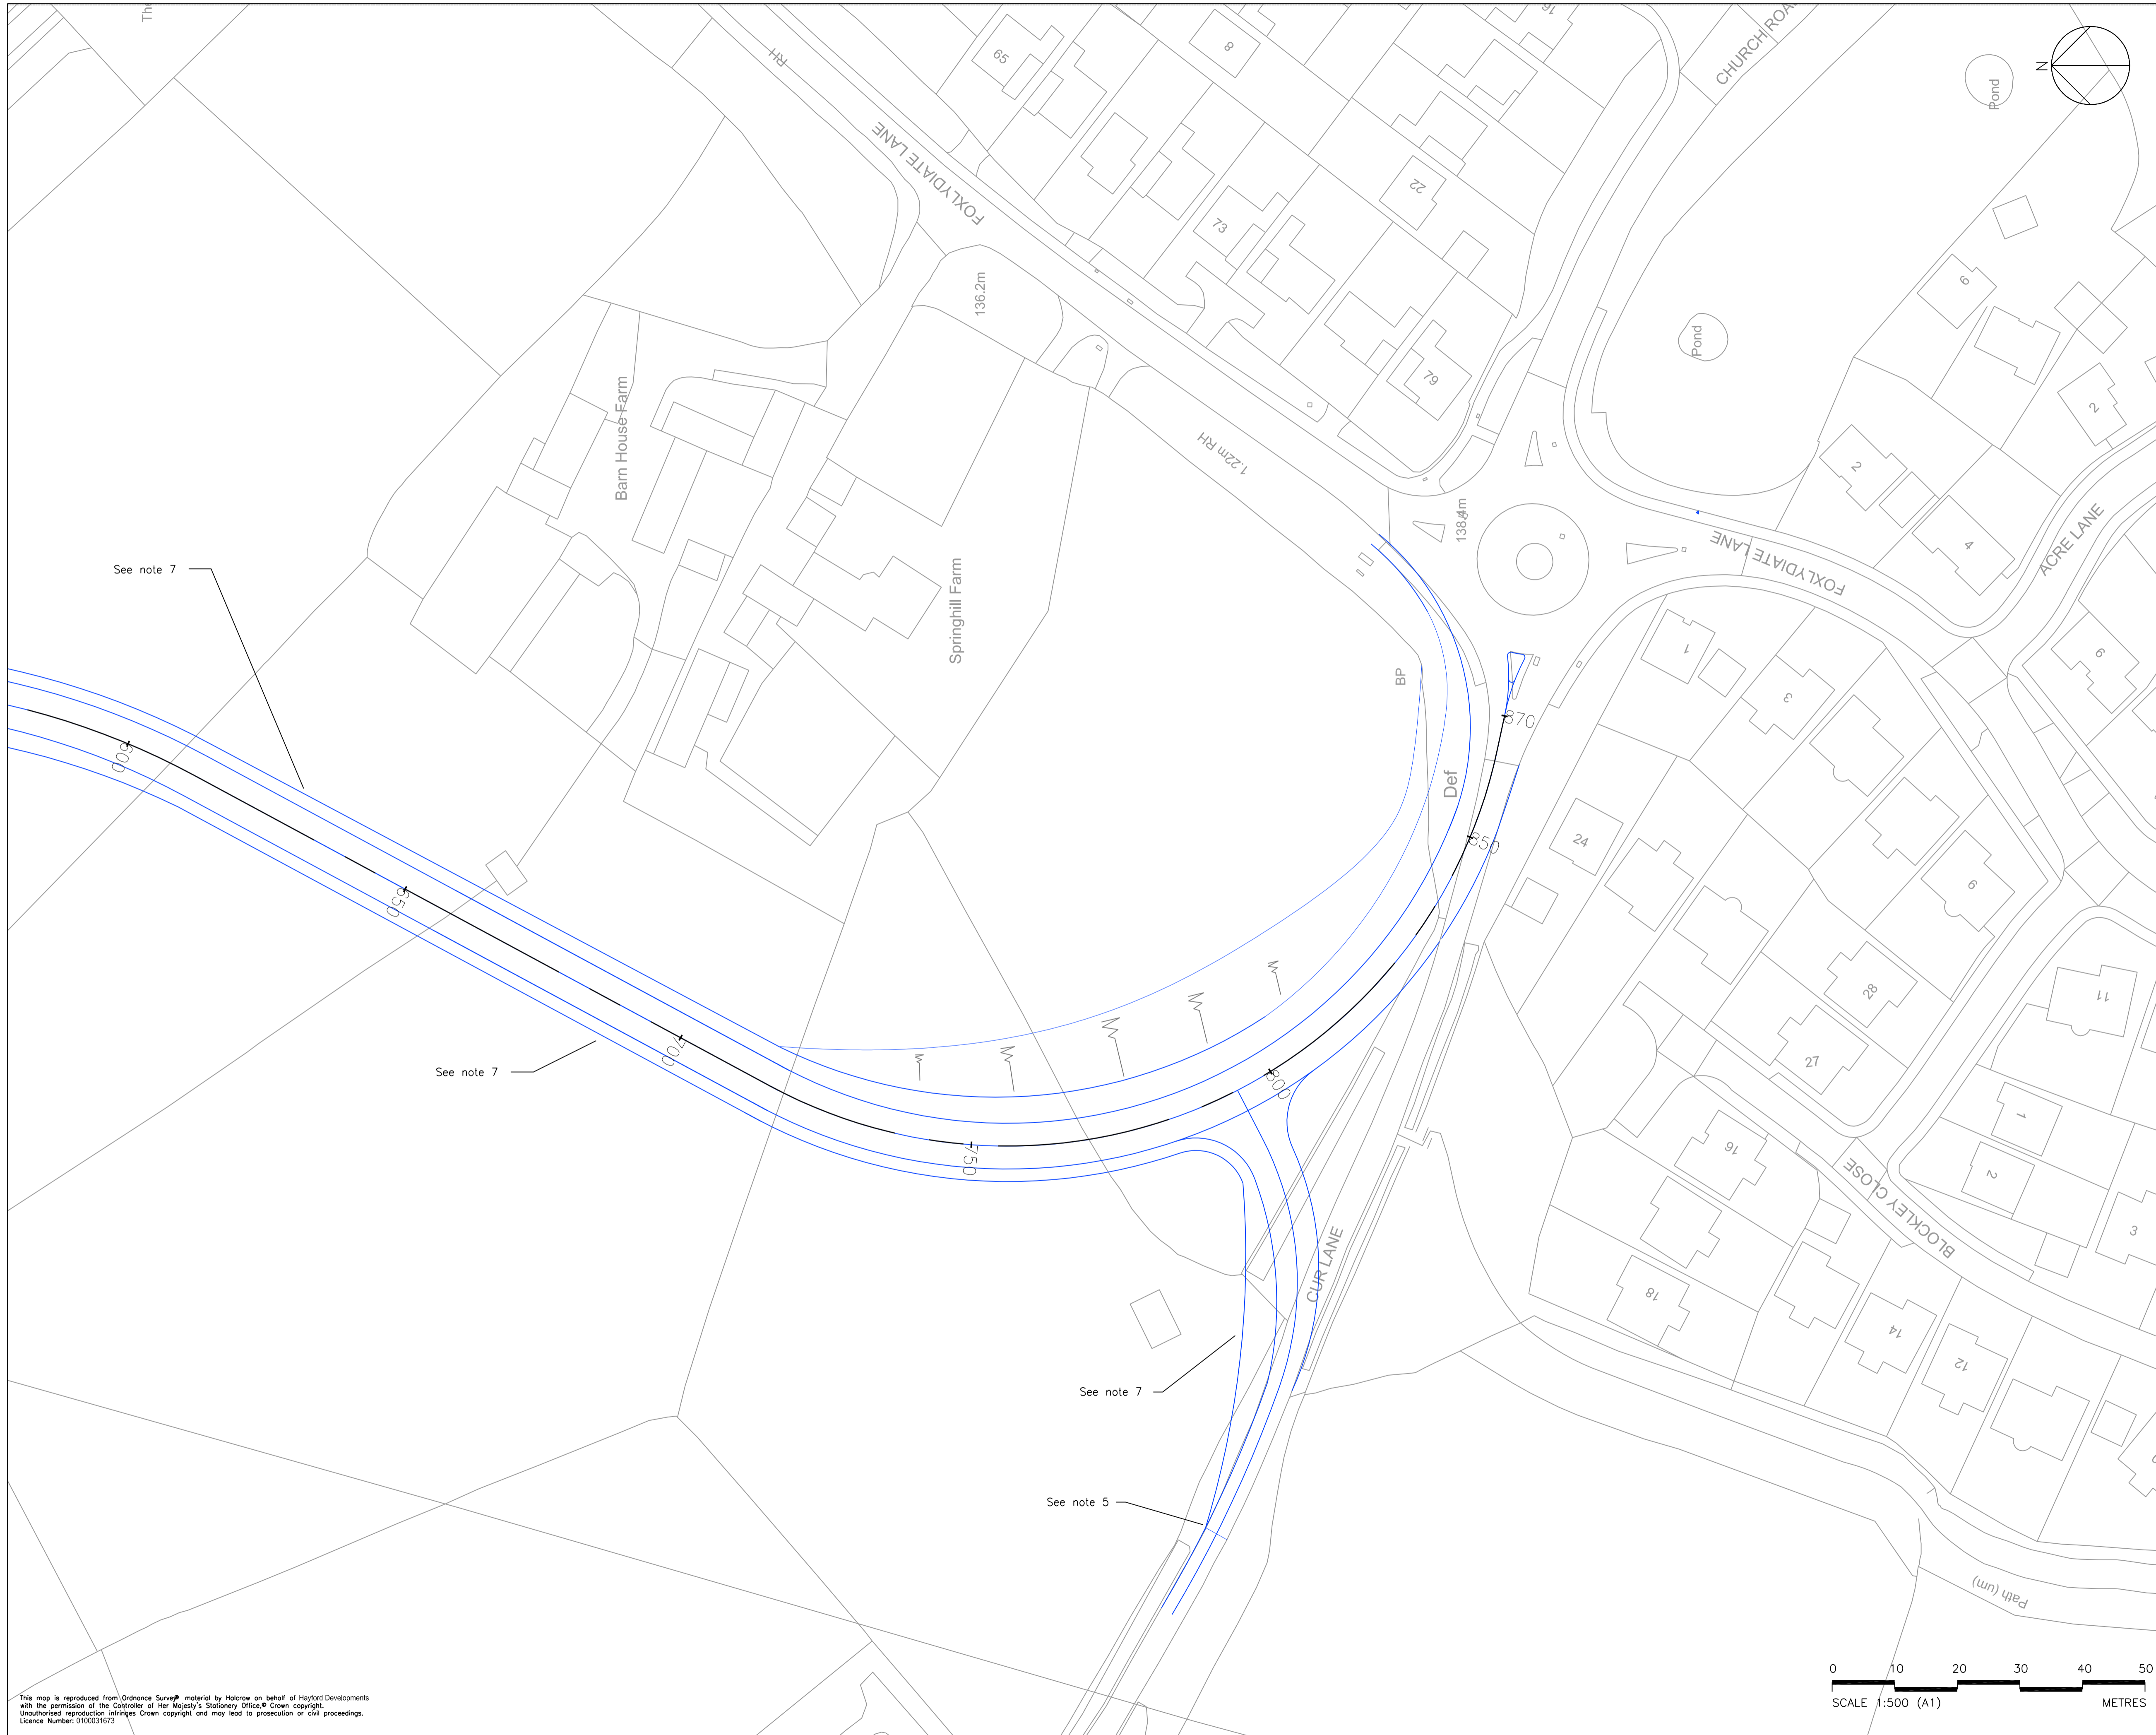 The
RH
65
8
16
CHURCH ROA
Pond
N
FOXLYDIATE LANE
22
73
136.2m
6
Pond
79
2
Barn House Farm
1.22m RH
2
138.4m
4
FOXLYDIATE LANE
ACRE LANE
See note 7
Springhill Farm
BP
1
3
6
870
600
Def
850
24
6
650
28
11
700
27
See note 7
800
1
750
16
2
BLOCKLEY CLOSE
3
CUR LANE
18
14
12
See note 7
See note 5
Path (um)
0 10 20 30 40 50
SCALE 1:500 (A1) METRES
This map is reproduced from Ordnance Survey® material by Halcrow on behalf of Hayford Developments
with the permission of the Controller of Her Majesty's Stationery Office,© Crown copyright.
Unauthorised reproduction infringes Crown copyright and may lead to prosecution or civil proceedings.
Licence Number: 0100031673